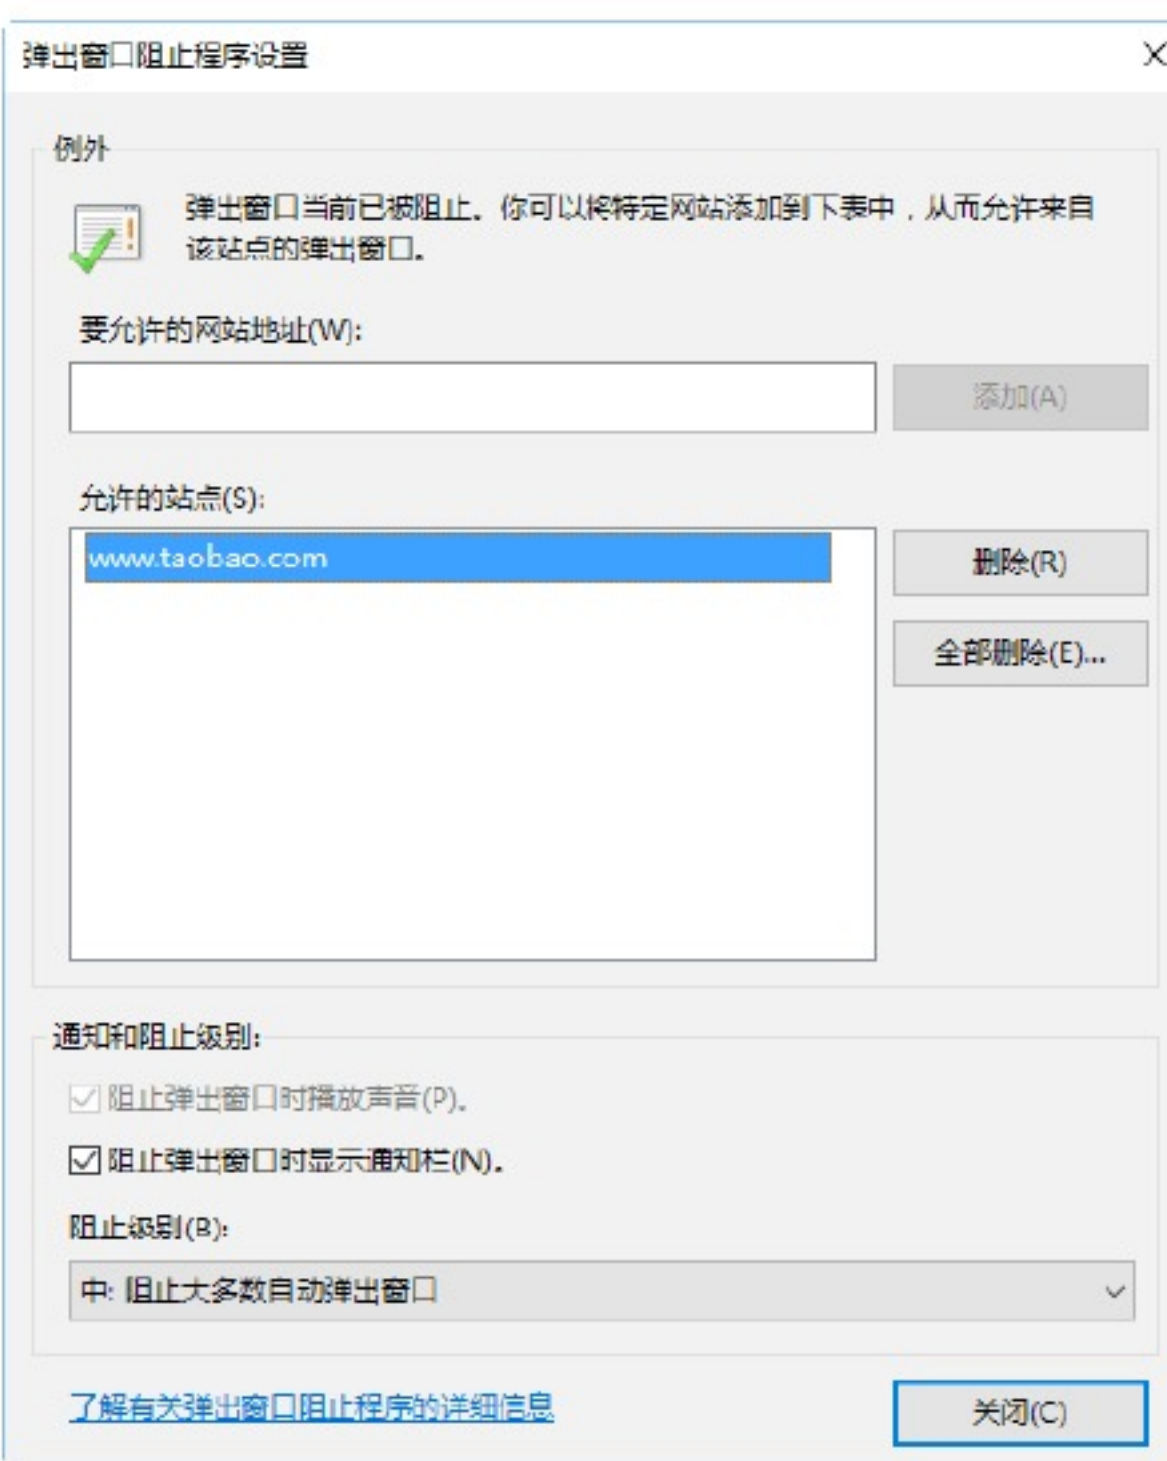 弹出窗口阻止程序设置
例外
弹出窗口当前已被阻止。你可以将特定网站添加到下表中，从而允许来自
该站点的弹出窗口。
要允许的网站地址(W):
添加(A)
允许的站点(S):
www.taobao.com
删除(R)
全部删除(E)...
通知和阻止级别:
阻止弹出窗口时播放声音(P)。
阻止弹出窗口时显示通知栏(N)。
阻止级别(B):
中: 阻止大多数自动弹出窗口
了解有关弹出窗口阻止程序的详细信息
关闭(C)